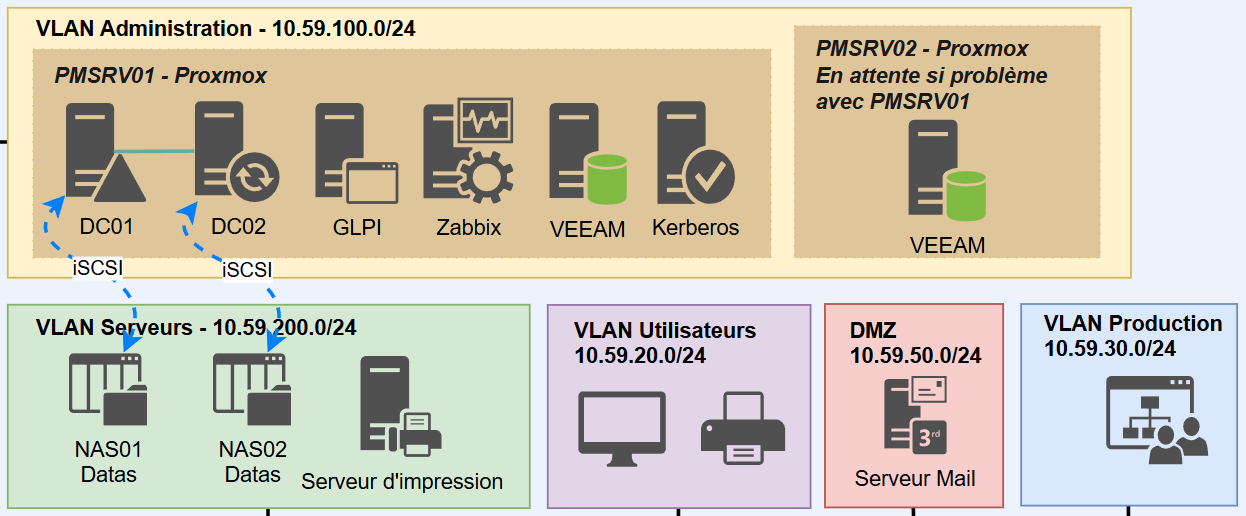 VLAN Administration - 10.59.100.0/24
PMSRV01 - Proxmox
DC01
DC02
GLPI
Zabbix
VEEAM
Kerberos
PMSRV02 - Proxmox
En attente si problème
avec PMSRV01
VEEAM
iSCSI
iSCSI
VLAN Serveurs - 10.59.200.0/24
NAS01
Datas
NAS02
Datas
Serveur d'impression
VLAN Utilisateurs
10.59.20.0/24
DMZ
10.59.50.0/24
3rd
Serveur Mail
VLAN Production
10.59.30.0/24